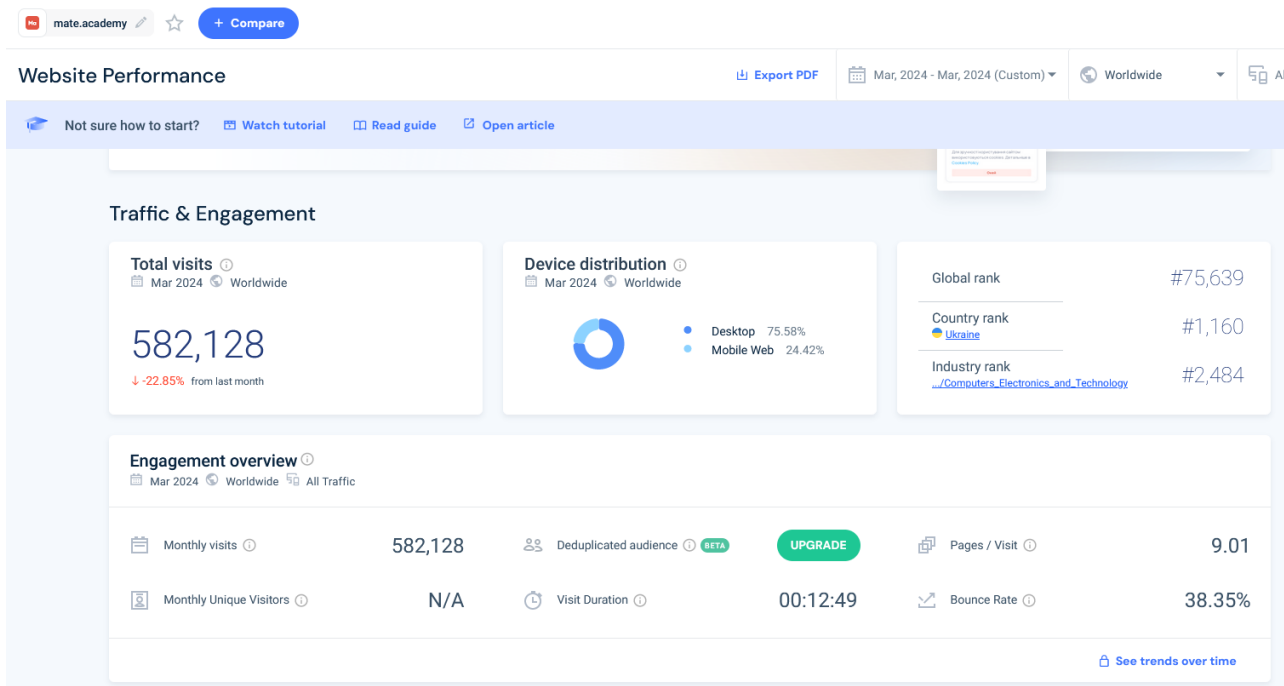 Mα mate.academy
+ Compare
Website Performance
Export PDF
Mar, 2024 - Mar, 2024 (Custom)
Worldwide
Al
Not sure how to start?
Watch tutorial
Read guide
Open article
Traffic & Engagement
Total visits
Mar 2024 Worldwide
582,128
-22.85% from last month
Device distribution
Mar 2024 Worldwide
Desktop 75.58%
Mobile Web 24.42%
Global rank #75,639
Country rank
Ukraine
#1,160
Industry rank
.../Computers_Electronics_and_Technology
#2,484
Engagement overview
Mar 2024 Worldwide All Traffic
Monthly visits 582,128
Deduplicated audience BETA UPGRADE
Pages / Visit 9.01
Monthly Unique Visitors N/A
Visit Duration 00:12:49
Bounce Rate 38.35%
See trends over time